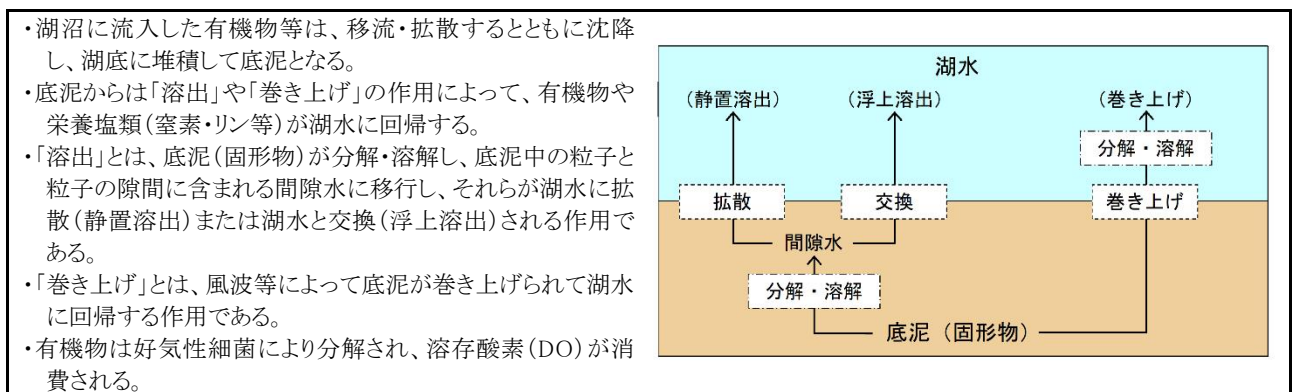 ・湖沼に流入した有機物等は、移流・拡散するとともに沈降
し、湖底に堆積して底泥となる。
・底泥からは「溶出」や「巻き上げ」の作用によって、有機物や
栄養塩類(窒素・リン等)が湖水に回帰する。
・「溶出」とは、底泥(固形物)が分解・溶解し、底泥中の粒子と
粒子の隙間に含まれる間隙水に移行し、それらが湖水に拡
散(静置溶出)または湖水と交換(浮上溶出)される作用で
ある。
・「巻き上げ」とは、風波等によって底泥が巻き上げられて湖水
に回帰する作用である。
・有機物は好気性細菌により分解され、溶存酸素(DO)が消
費される。
湖水
(静置溶出) (浮上溶出) (巻き上げ)
分解・溶解
拡散 交換 巻き上げ
間隙水
分解・溶解
底泥(固形物)